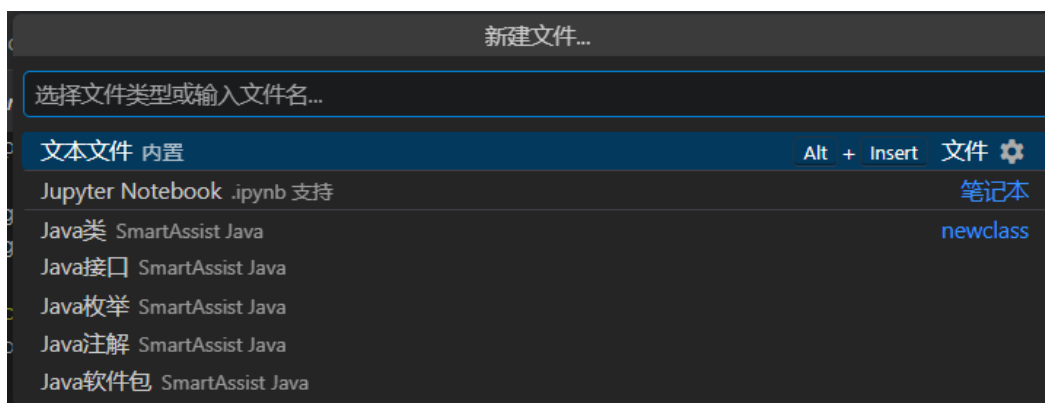 新建文件...
选择文件类型或输入文件名...
文本文件 内置 Alt + Insert 文件
Jupyter Notebook .ipynb 支持 笔记本
Java类 SmartAssist Java newclass
Java接口 SmartAssist Java
Java枚举 SmartAssist Java
Java注解 SmartAssist Java
Java软件包 SmartAssist Java